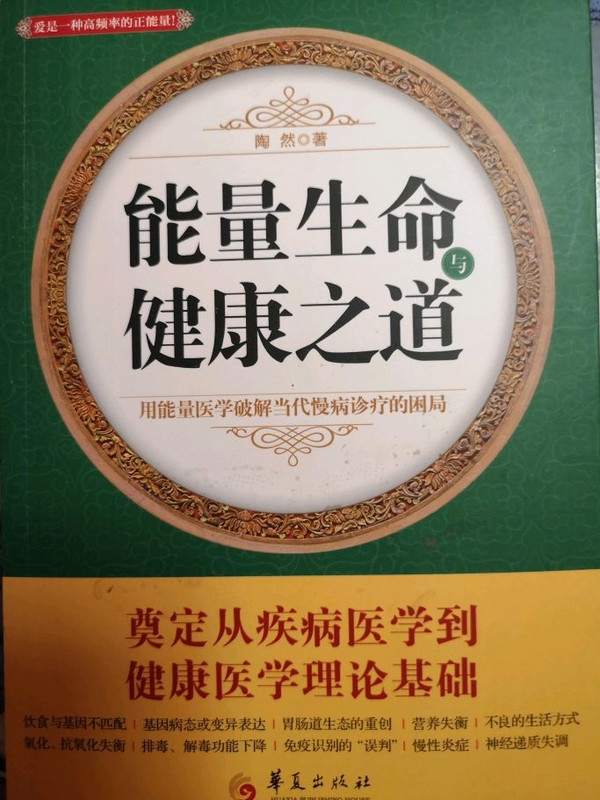 爱是一种高频率的正能量!
陶 然◎著
能量生命
与
健康之道
用能量医学破解当代慢病诊疗的困局
奠定从疾病医学到
健康医学理论基础
饮食与基因不匹配 | 基因病态或变异表达 | 胃肠道生态的重创 | 营养失衡 | 不良的生活方式
氧化、抗氧化失衡 | 排毒、解毒功能下降 | 免疫识别的“误判” | 慢性炎症 | 神经递质失调
华夏出版社
HUAXIA PUBLISHING HOUSE